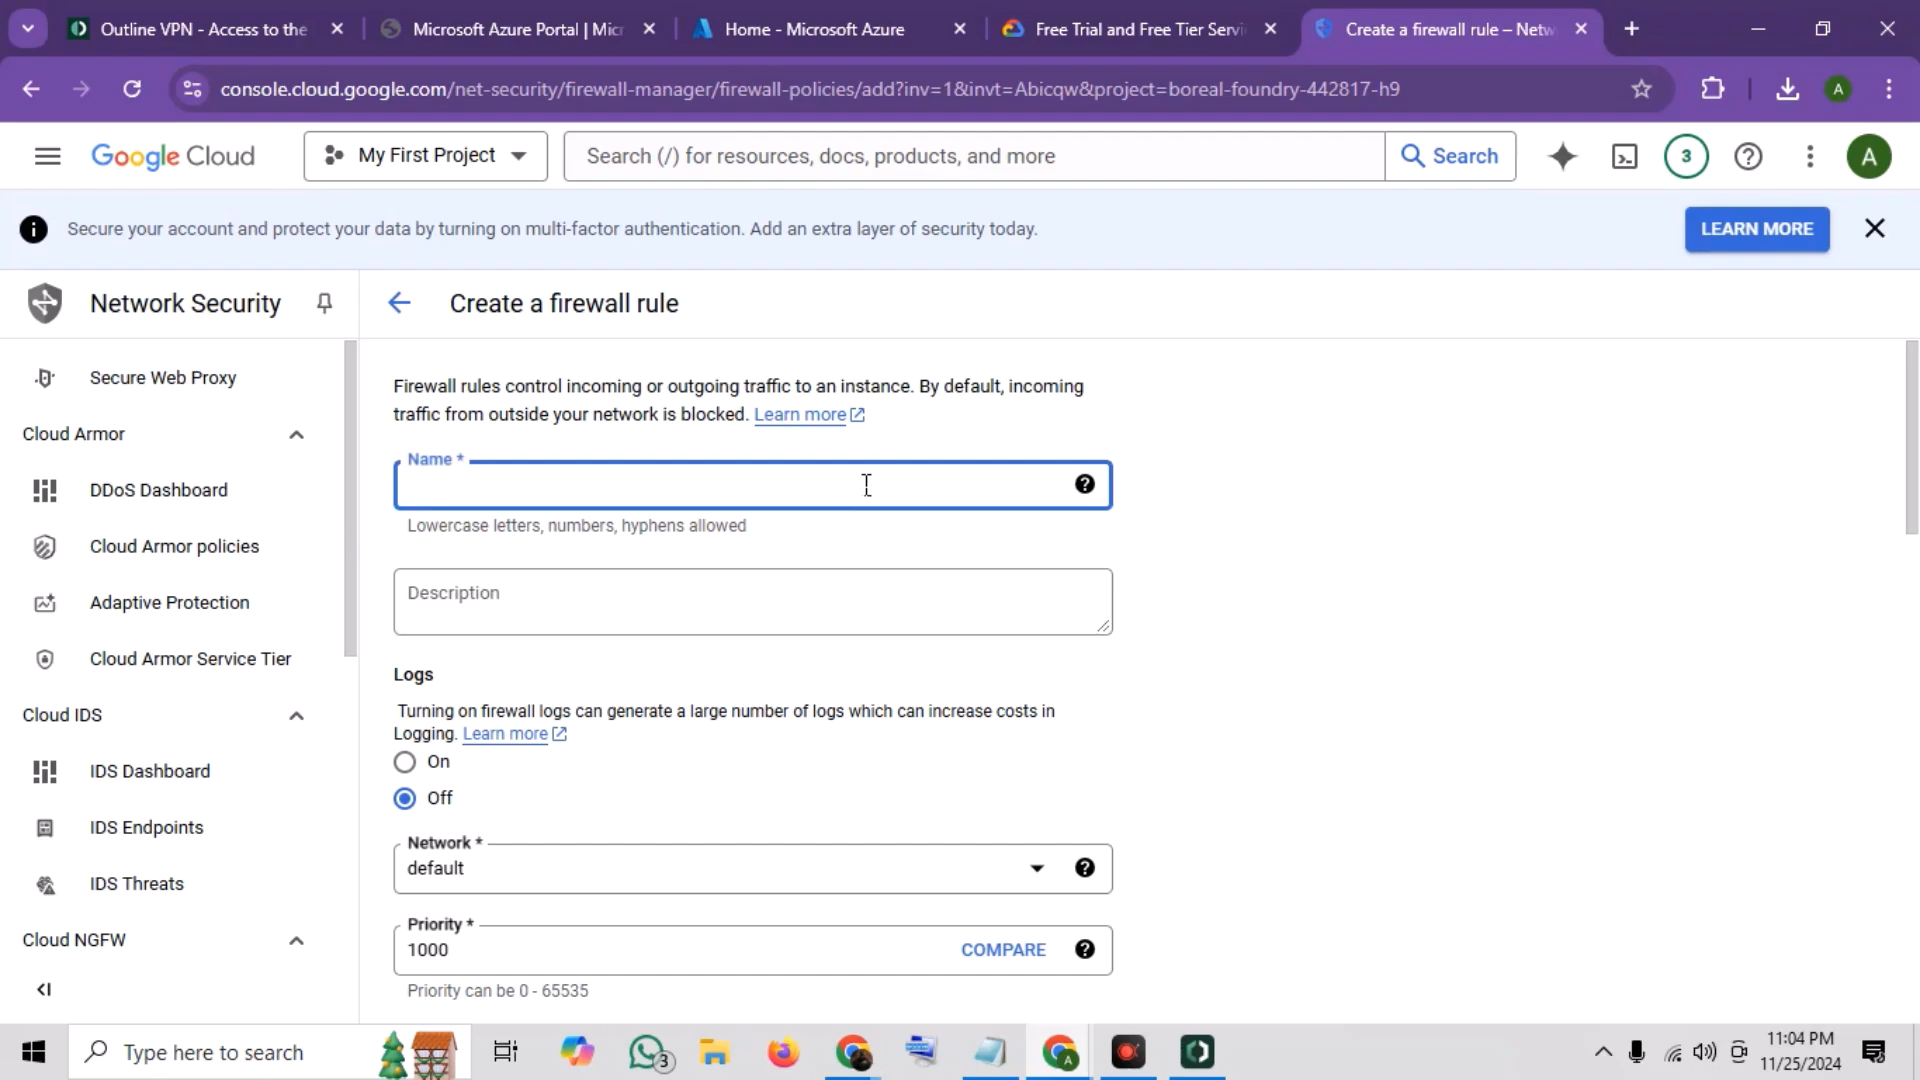 Outline VPN - Access to the
Microsoft Azure Portal | Micr
Home - Microsoft Azure
Free Trial and Free Tier Servi
Create a firewall rule – Netw
console.cloud.google.com/net-security/firewall-manager/firewall-policies/add?inv=1&invt=Abicqw&project=boreal-foundry-442817-h9
A
Google Cloud
My First Project
Search (/) for resources, docs, products, and more
Search
3
A
Secure your account and protect your data by turning on multi-factor authentication. Add an extra layer of security today.
LEARN MORE
Network Security
Create a firewall rule
Secure Web Proxy
Cloud Armor
DDoS Dashboard
Cloud Armor policies
Adaptive Protection
Cloud Armor Service Tier
Cloud IDS
IDS Dashboard
IDS Endpoints
IDS Threats
Cloud NGFW
Firewall rules control incoming or outgoing traffic to an instance. By default, incoming
traffic from outside your network is blocked. Learn more
Name *
Lowercase letters, numbers, hyphens allowed
Description
Logs
Turning on firewall logs can generate a large number of logs which can increase costs in
Logging. Learn more
On
Off
Network *
default
Priority *
1000
COMPARE
Priority can be 0 - 65535
Type here to search
3
A
11:04 PM
11/25/2024